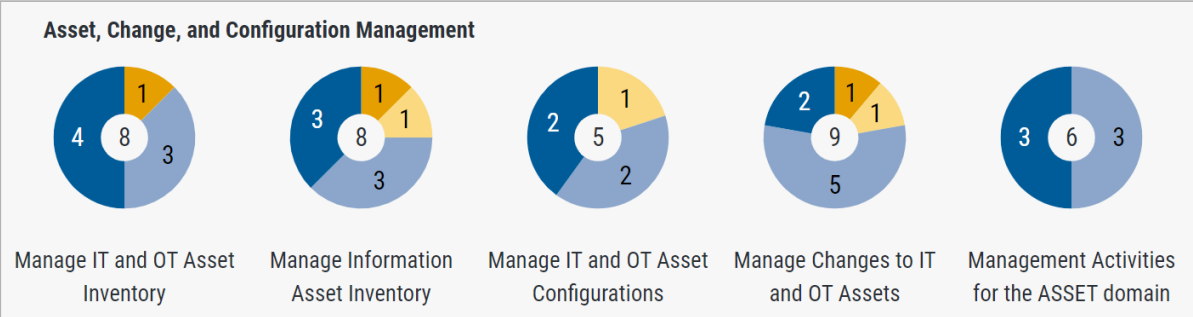 Asset, Change, and Configuration Management
1
4
8
3
1
3
8
1
3
1
2
5
2
1
2
1
9
5
3
6
3
Manage IT and OT Asset
Inventory
Manage Information
Asset Inventory
Manage IT and OT Asset
Configurations
Manage Changes to IT
and OT Assets
Management Activities
for the ASSET domain